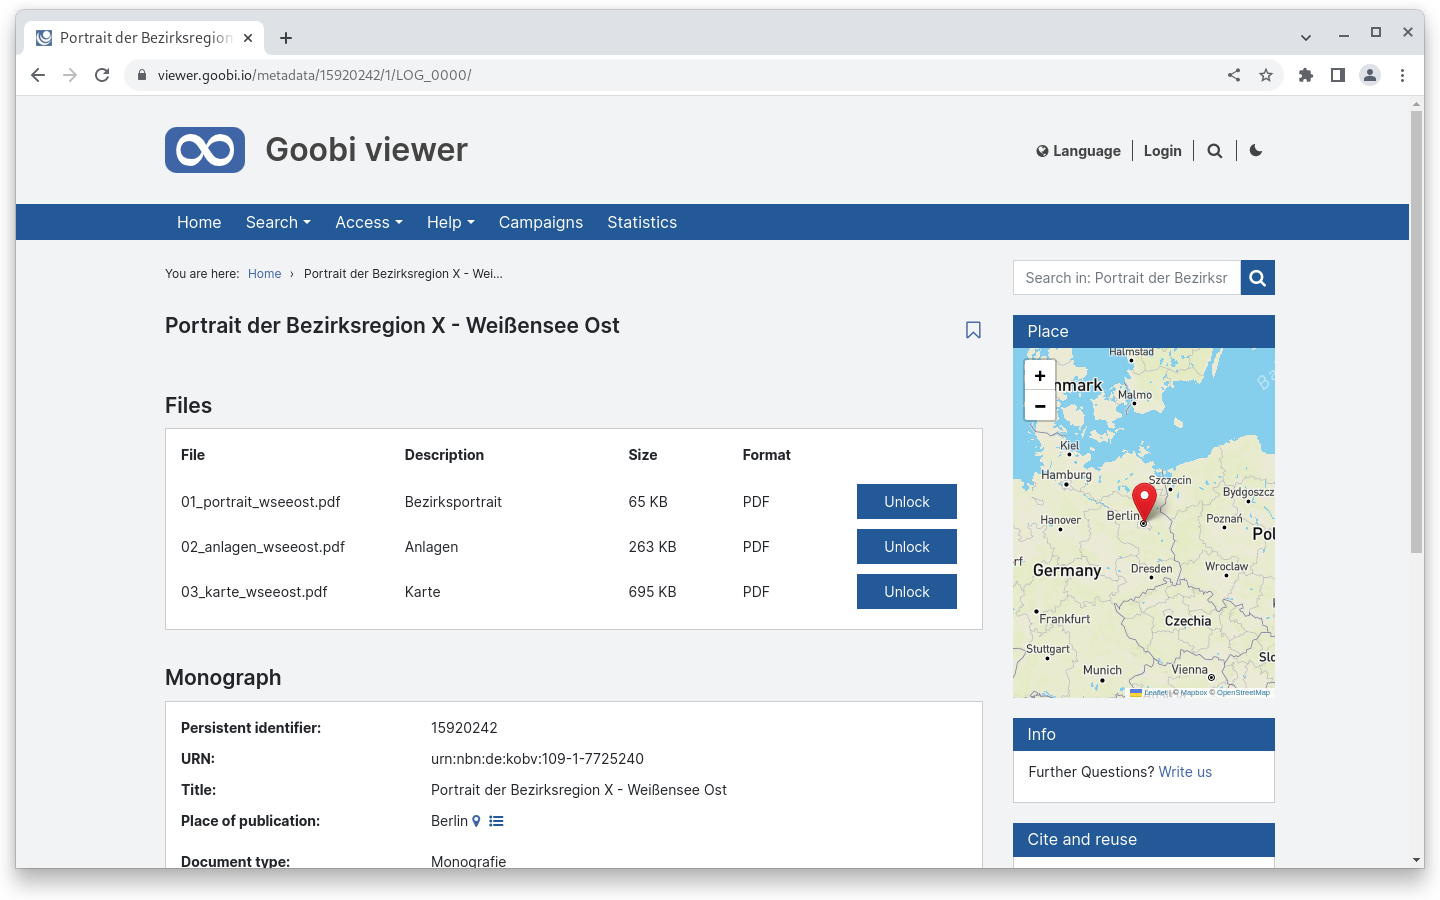 Portrait der Bezirksregion
viewer.goobi.io/metadata/15920242/1/LOG_0000/
Goobi viewer
Language Login
Home Search Access Help Campaigns Statistics
You are here: Home › Portrait der Bezirksregion X - Wei...
Search in: Portrait der Bezirksr
Portrait der Bezirksregion X - Weißensee Ost
Files
File Description Size Format
01_portrait_wseeost.pdf Bezirksportrait 65 KB PDF Unlock
02_anlagen_wseeost.pdf Anlagen 263 KB PDF Unlock
03_karte_wseeost.pdf Karte 695 KB PDF Unlock
Monograph
Persistent identifier: 15920242
URN: urn:nbn:de:kobv:109-1-7725240
Title: Portrait der Bezirksregion X - Weißensee Ost
Place of publication: Berlin
Document type: Monografie
Place
+
−
Halmstad
nmark
Ba
Malmo
Kiel
Hamburg
Szczecin
Bydgoszcz
Berlin
Hanover
Poznań
Pol
rf
Germany
Dresden
Wroclaw
Frankfurt
Czechia
Stuttgart
Slo
Munich
Vienna
Leaflet | © Mapbox © OpenStreetMap
Info
Further Questions? Write us
Cite and reuse